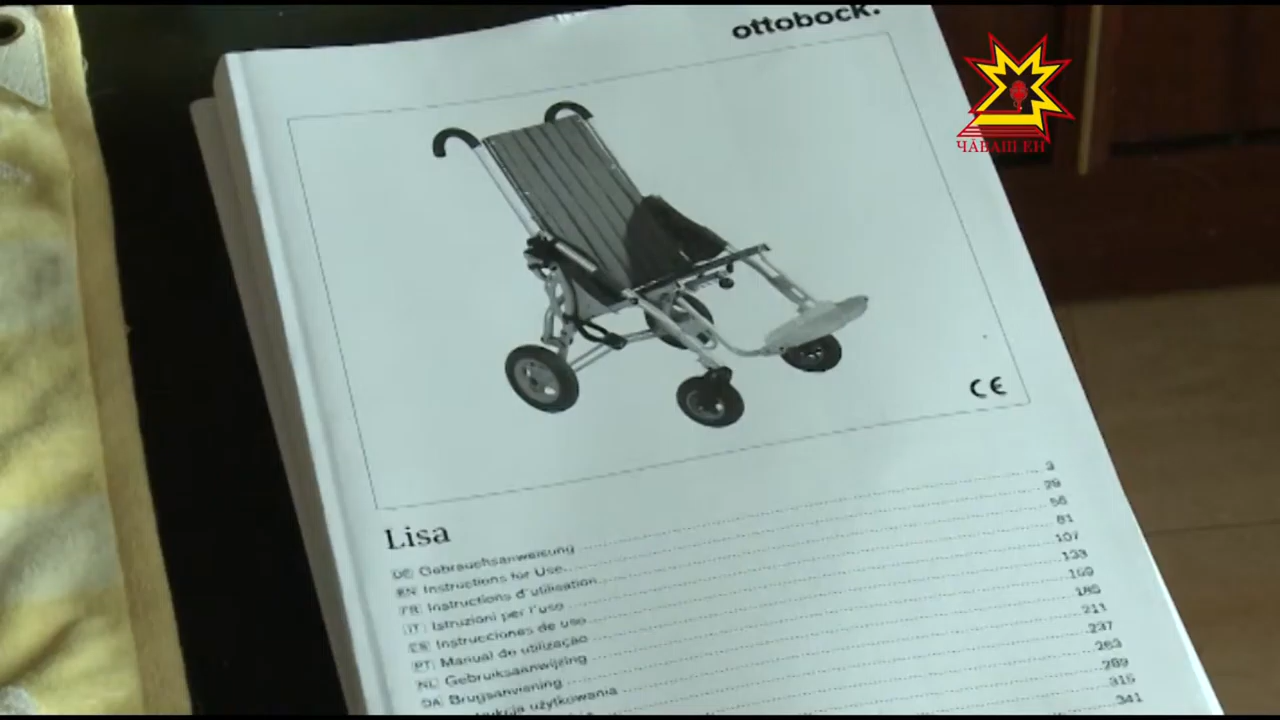 ottobock.
ЧӐВАШ ЕН
CE
Lisa
DE Gebrauchsanweisung 3
EN Instructions for Use 29
FR Instructions d'utilisation 56
IT Istruzioni per l'uso 81
ES Instrucciones de uso 107
PT Manual de utilização 133
NL Gebruiksaanwijzing 159
DA Brugsanvisning 185
użytkowania 211
237
263
289
315
341